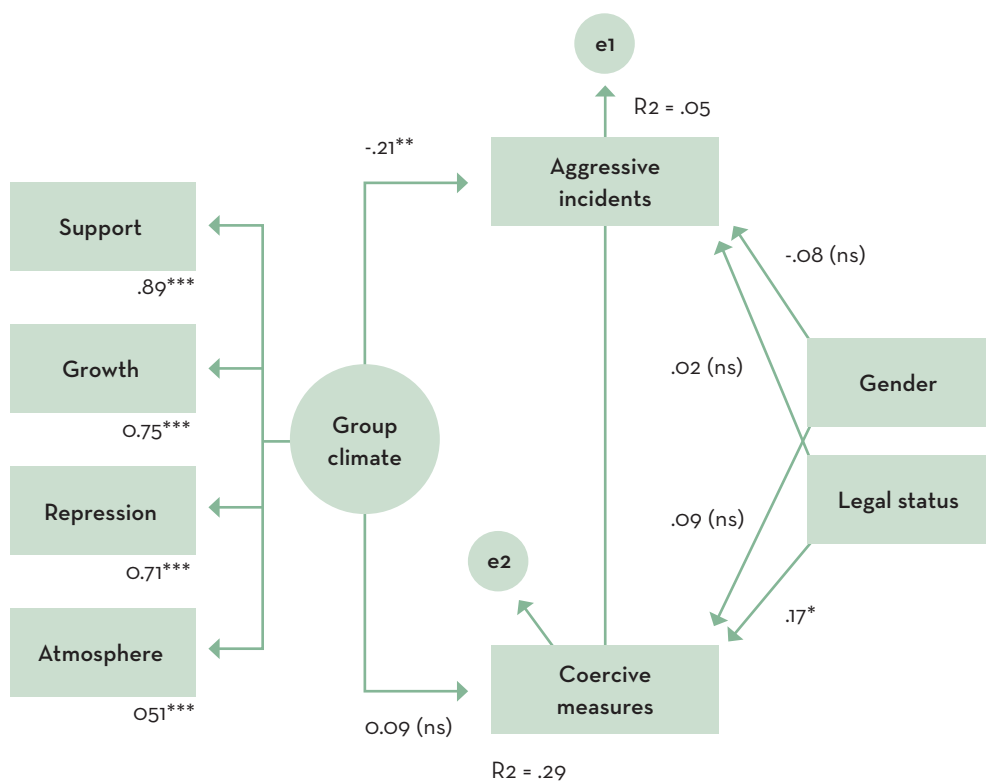 e1
R2 = .05
-.21**
Aggressive
incidents
Support
.89***
-.08 (ns)
Growth
0.75***
.02 (ns)
Gender
Group
climate
Repression
0.71***
Legal status
.09 (ns)
e2
.17*
Atmosphere
051***
Coercive
measures
0.09 (ns)
R2 = .29